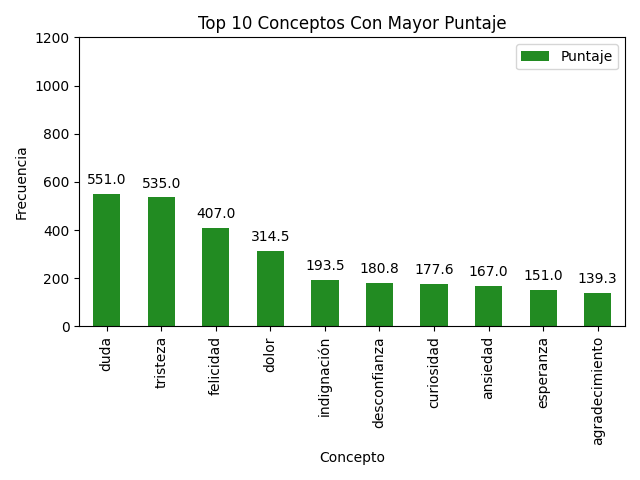 Top 10 Conceptos Con Mayor Puntaje
Puntaje
Frecuencia
1200
1000
800
600
400
200
0
551.0
535.0
407.0
314.5
193.5
180.8
177.6
167.0
151.0
139.3
duda
tristeza
felicidad
dolor
indignación
desconfianza
curiosidad
ansiedad
esperanza
agradecimiento
Concepto